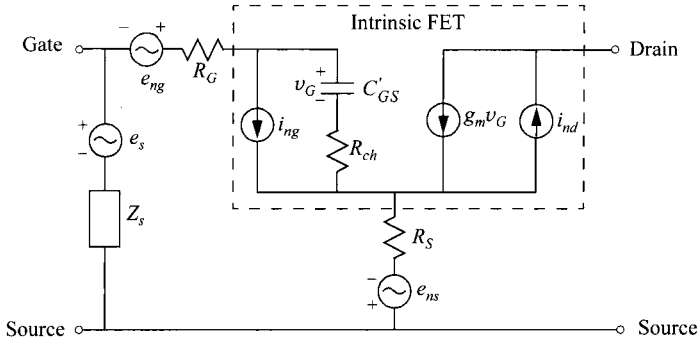 Intrinsic FET
Gate
− +
e_ng
R_G
+ v_G −
C'_GS
Drain
+ −
e_s
i_ng
R_ch
g_m v_G
i_nd
Z_s
R_S
− +
e_ns
Source
Source